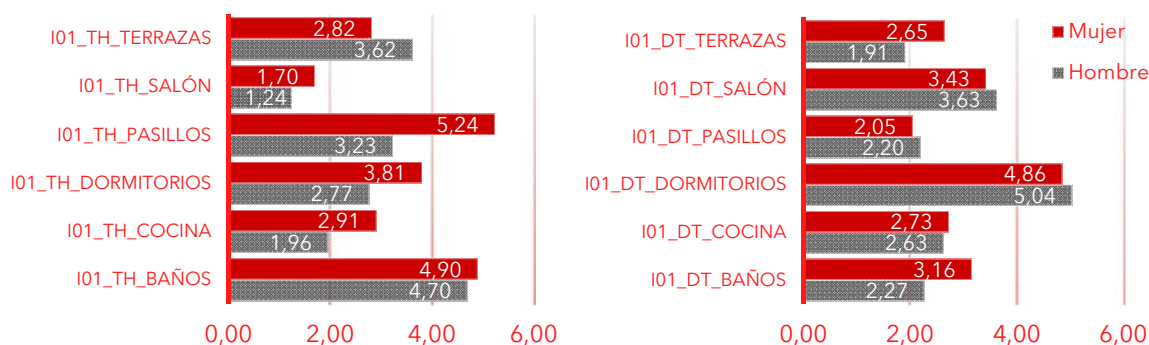 I01_TH_TERRAZAS
2,82
3,62
I01_TH_SALÓN
1,70
1,24
I01_TH_PASILLOS
5,24
3,23
I01_TH_DORMITORIOS
3,81
2,77
I01_TH_COCINA
2,91
1,96
I01_TH_BAÑOS
4,90
4,70
0,00 2,00 4,00 6,00
I01_DT_TERRAZAS
2,65
1,91
I01_DT_SALÓN
3,43
3,63
I01_DT_PASILLOS
2,05
2,20
I01_DT_DORMITORIOS
4,86
5,04
I01_DT_COCINA
2,73
2,63
I01_DT_BAÑOS
3,16
2,27
0,00 2,00 4,00 6,00
Mujer
Hombre